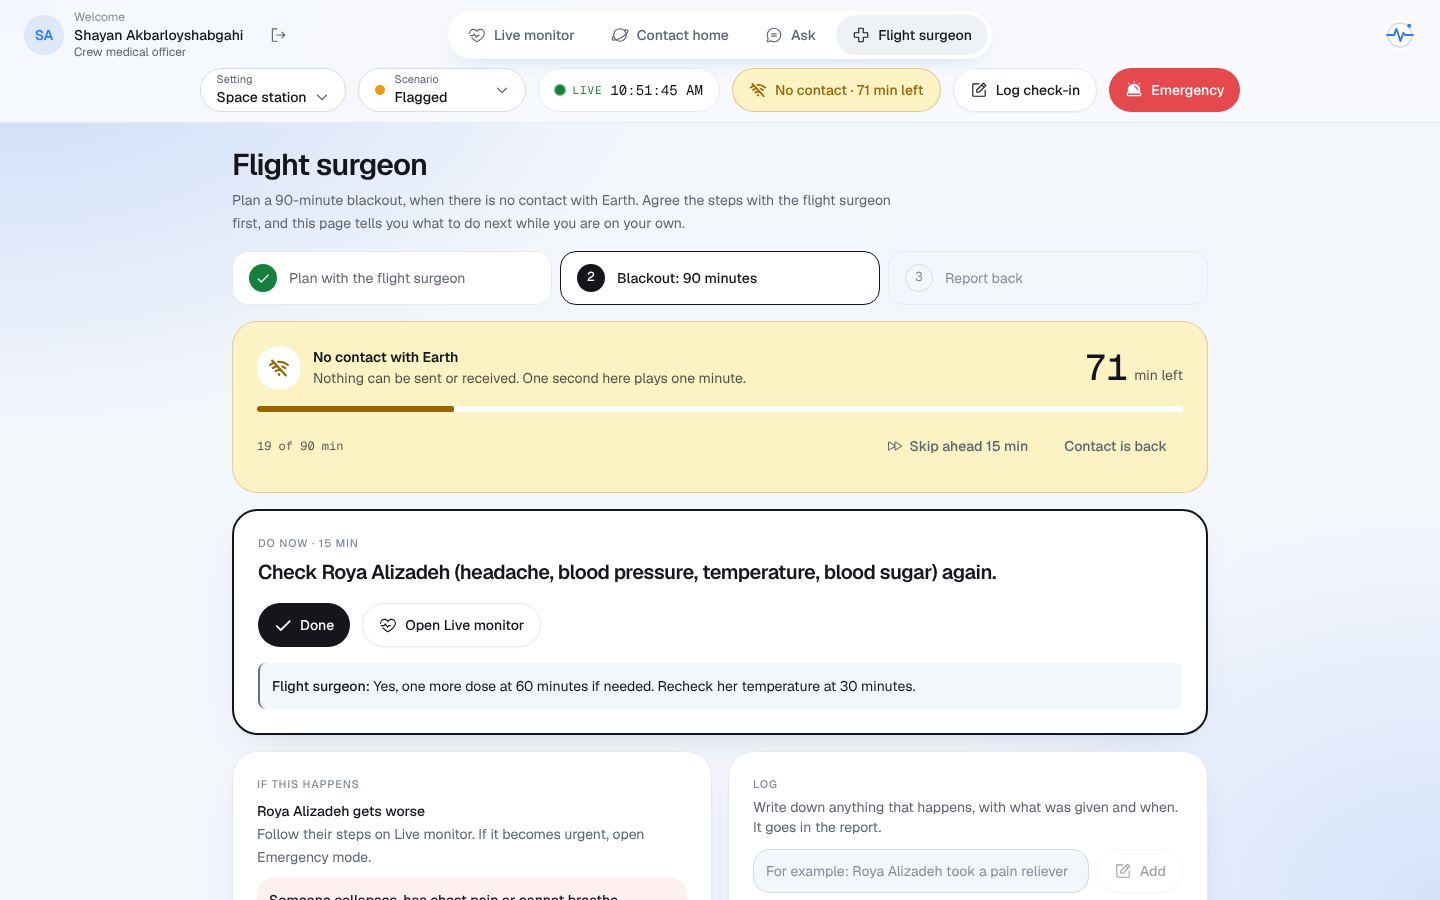 SA
Welcome
Shayan Akbarloyshabgahi
Crew medical officer
Live monitor
Contact home
Ask
Flight surgeon
Setting
Space station
Scenario
Flagged
LIVE 10:51:45 AM
No contact · 71 min left
Log check-in
Emergency
Flight surgeon
Plan a 90-minute blackout, when there is no contact with Earth. Agree the steps with the flight surgeon
first, and this page tells you what to do next while you are on your own.
Plan with the flight surgeon
2 Blackout: 90 minutes
3 Report back
No contact with Earth
Nothing can be sent or received. One second here plays one minute.
71 min left
19 of 90 min
Skip ahead 15 min
Contact is back
DO NOW · 15 MIN
Check Roya Alizadeh (headache, blood pressure, temperature, blood sugar) again.
Done
Open Live monitor
Flight surgeon: Yes, one more dose at 60 minutes if needed. Recheck her temperature at 30 minutes.
IF THIS HAPPENS
Roya Alizadeh gets worse
Follow their steps on Live monitor. If it becomes urgent, open
Emergency mode.
Someone collapses, has chest pain or cannot breathe
LOG
Write down anything that happens, with what was given and when.
It goes in the report.
For example: Roya Alizadeh took a pain reliever
Add